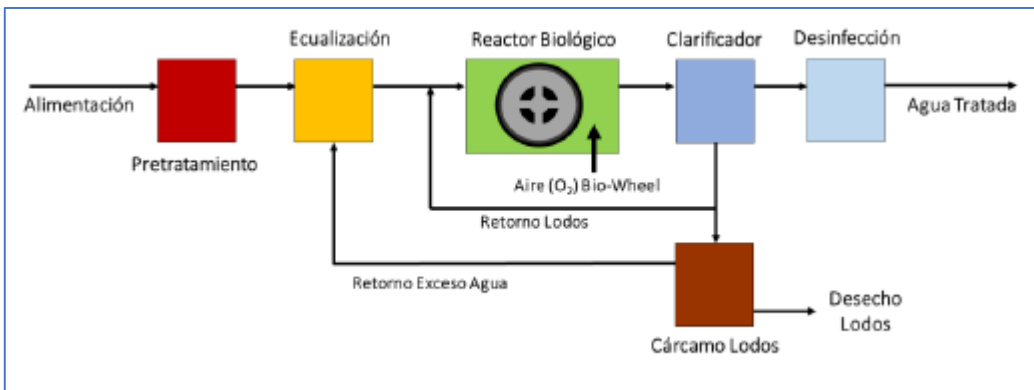 Ecualización
Reactor Biológico
Clarificador
Desinfección
Alimentación
Agua Tratada
Pretratamiento
Aire (O₂) Bio-Wheel
Retorno Lodos
Retorno Exceso Agua
Desecho
Lodos
Cárcamo Lodos